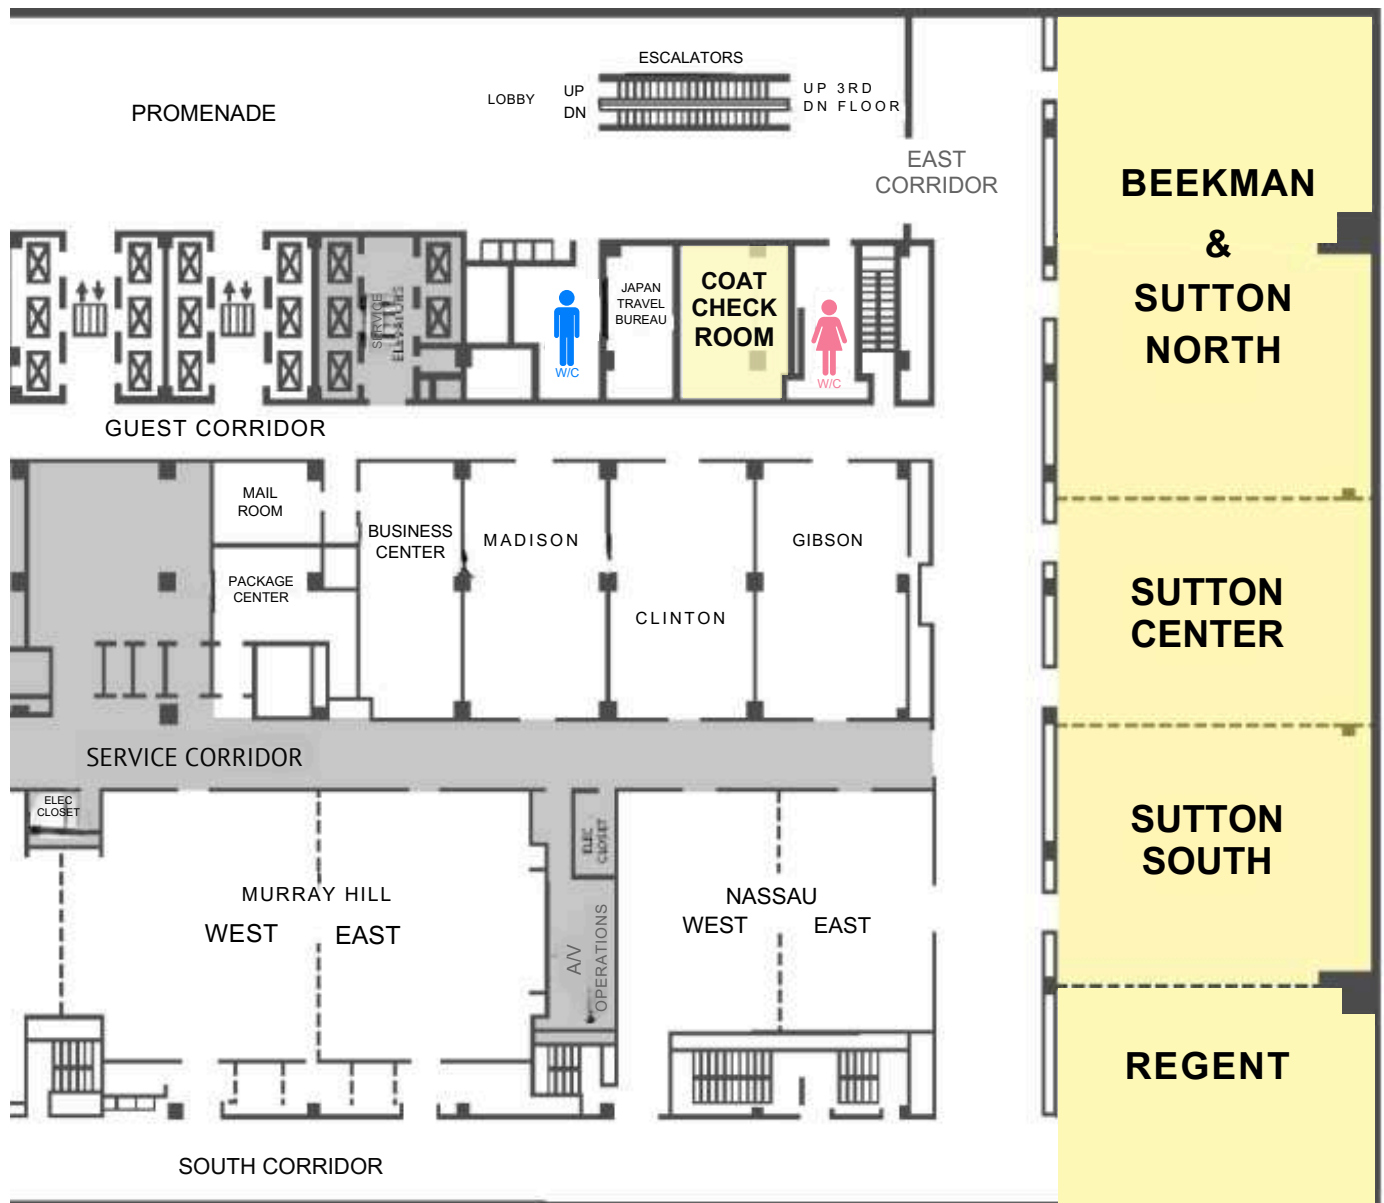 ESCALATORS
LOBBY
UP
DN
UP 3RD
DN FLOOR
PROMENADE
EAST
CORRIDOR
BEEKMAN
&
SUTTON
NORTH
SERVICE
ELEVATORS
W/C
JAPAN
TRAVEL
BUREAU
COAT
CHECK
ROOM
W/C
GUEST CORRIDOR
MAIL
ROOM
BUSINESS
CENTER
MADISON
GIBSON
PACKAGE
CENTER
CLINTON
SUTTON
CENTER
SERVICE CORRIDOR
ELEC
CLOSET
ELEC
CLOSET
SUTTON
SOUTH
MURRAY HILL
WEST
EAST
A/V
OPERATIONS
NASSAU
WEST
EAST
REGENT
SOUTH CORRIDOR